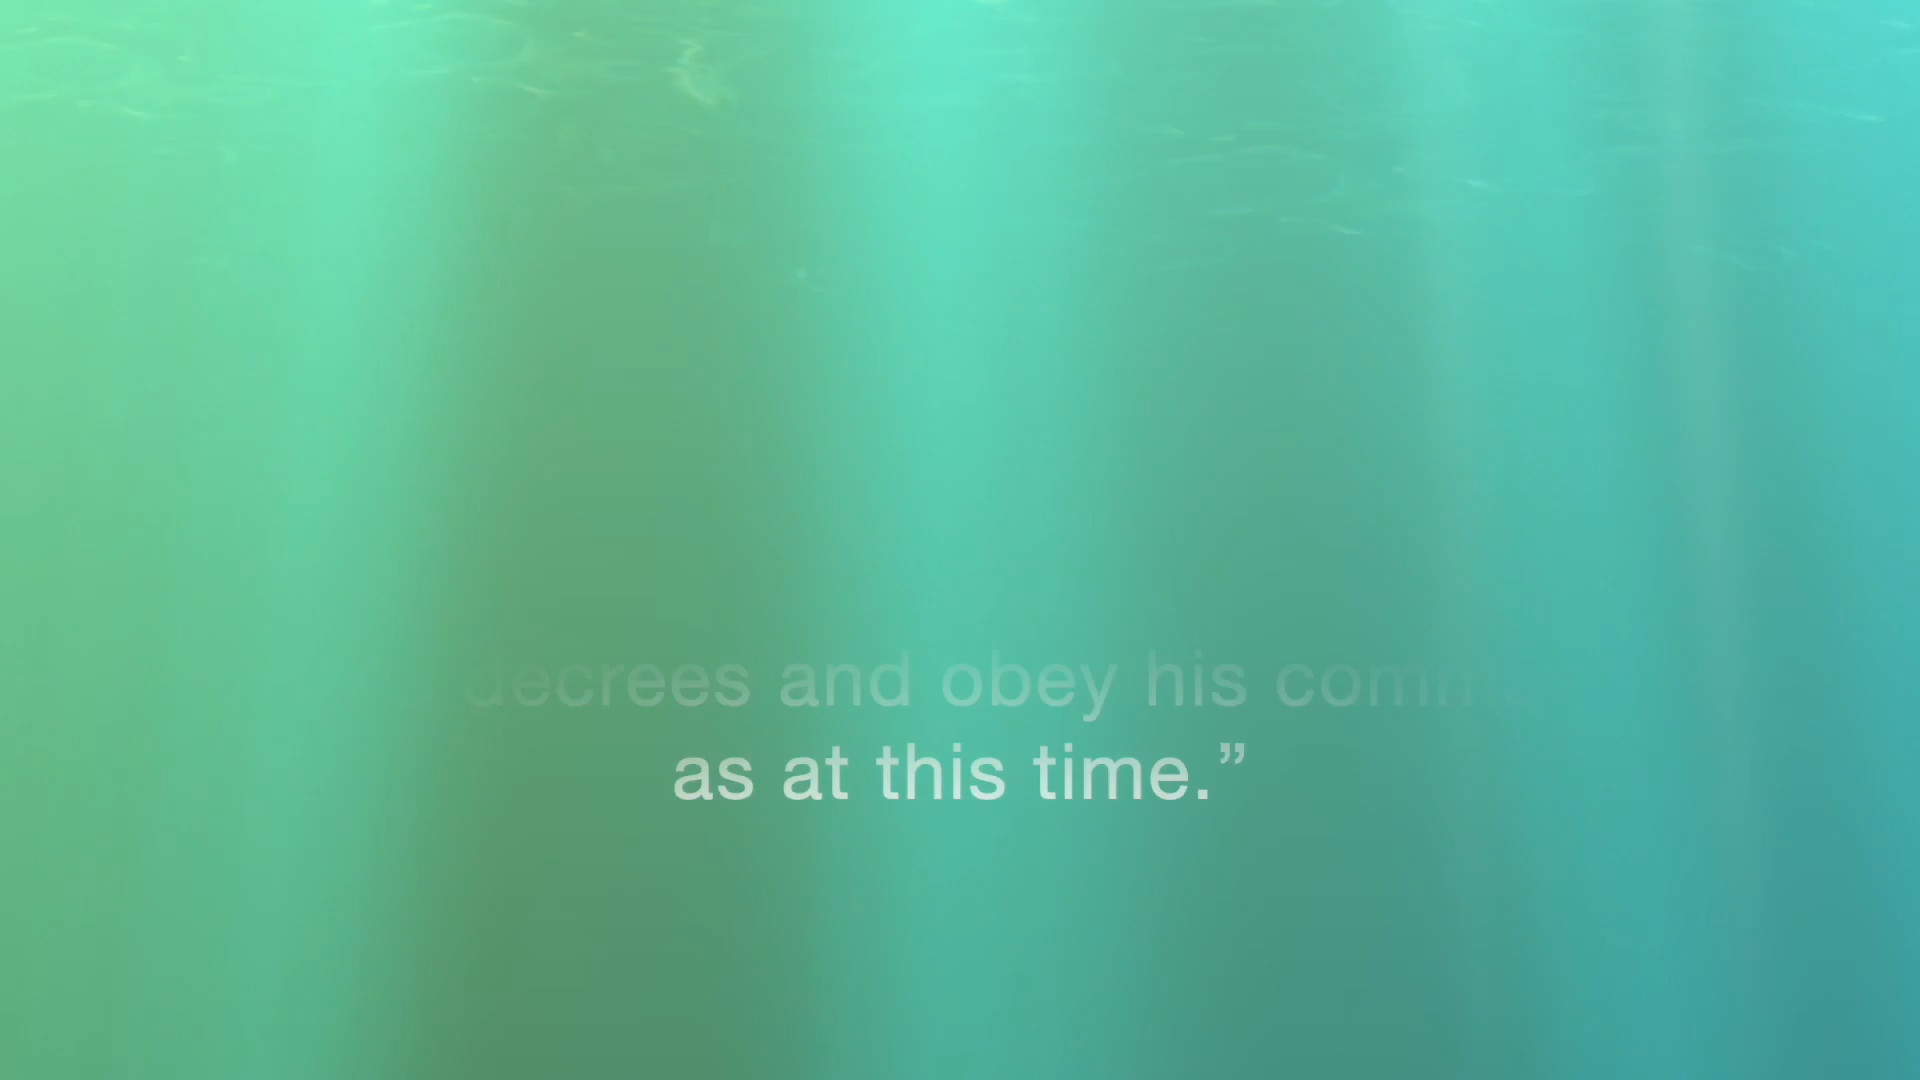 decrees and obey his
as at this time.”